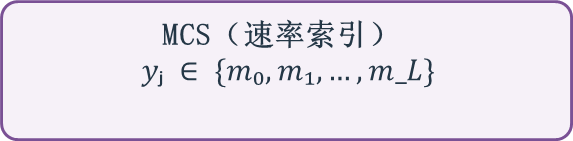 MCS（速率索引）
yⱼ ∈ {m₀, m₁, … , m_L}